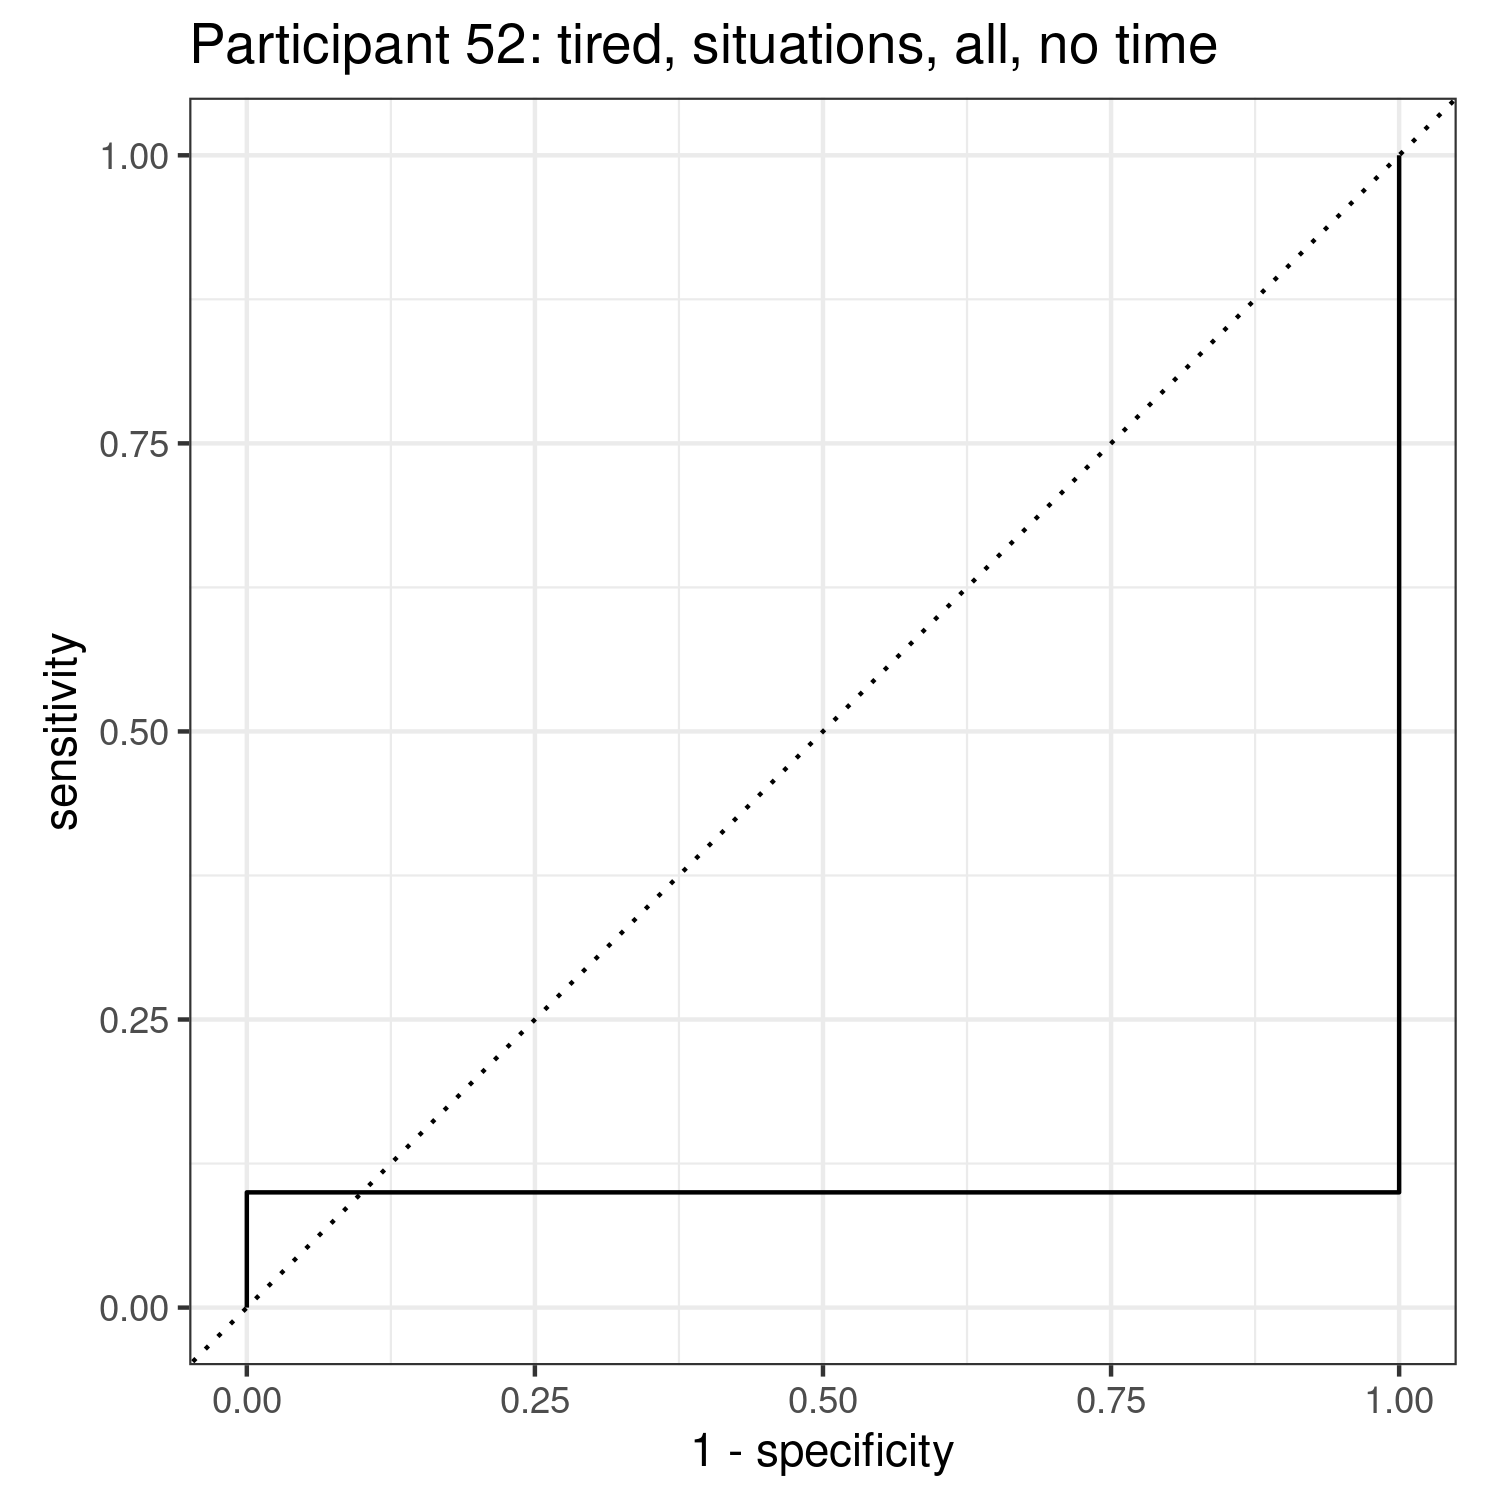 Participant 52: tired, situations, all, no time
1.00
0.75
0.50
0.25
0.00
sensitivity
0.00 0.25 0.50 0.75 1.00
1 - specificity